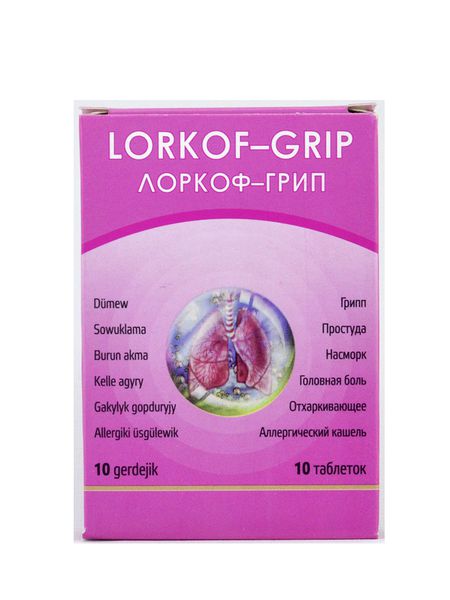 LORKOF–GRIP
ЛОРКОФ–ГРИП
Dümew
Sowuklama
Burun akma
Kelle agyry
Gakylyk gopduryjy
Allergiki üsgülewik
Грипп
Простуда
Насморк
Головная боль
Отхаркивающее
Аллергический кашель
10 gerdejik
10 таблеток